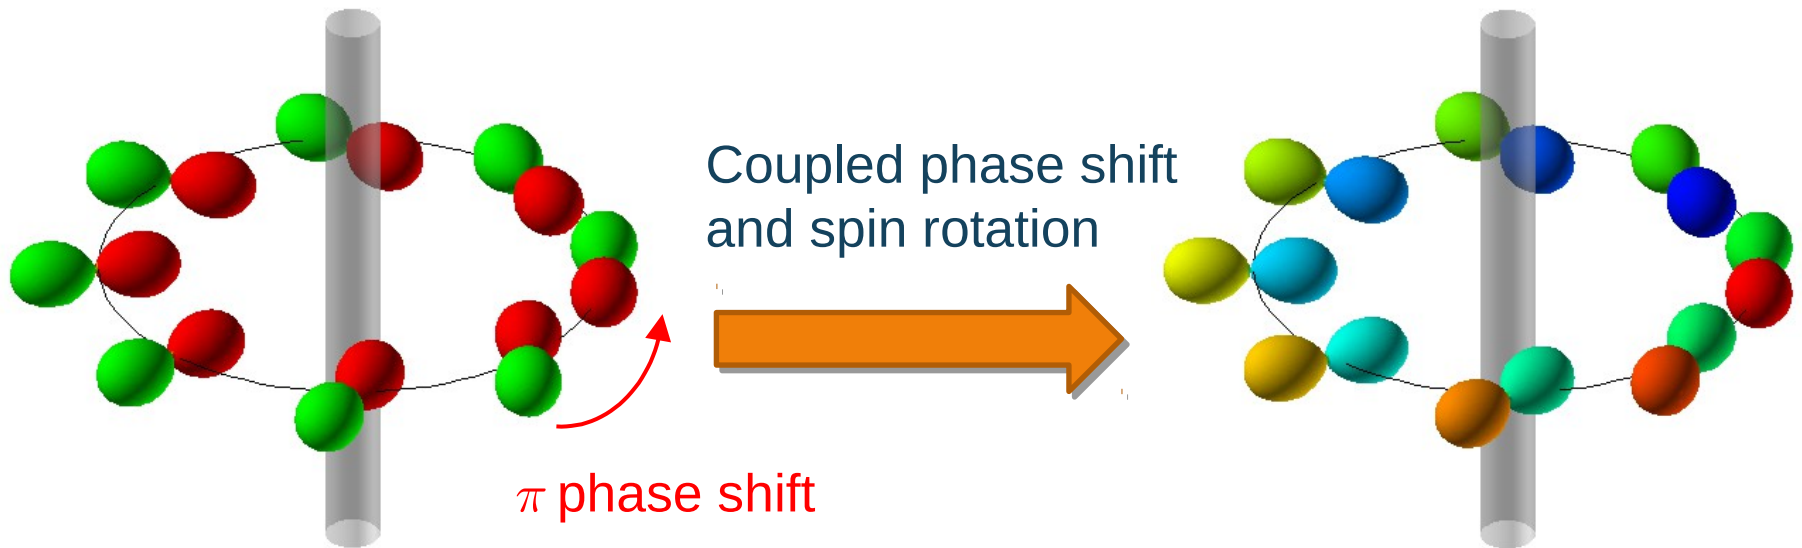 Coupled phase shift
and spin rotation
π phase shift